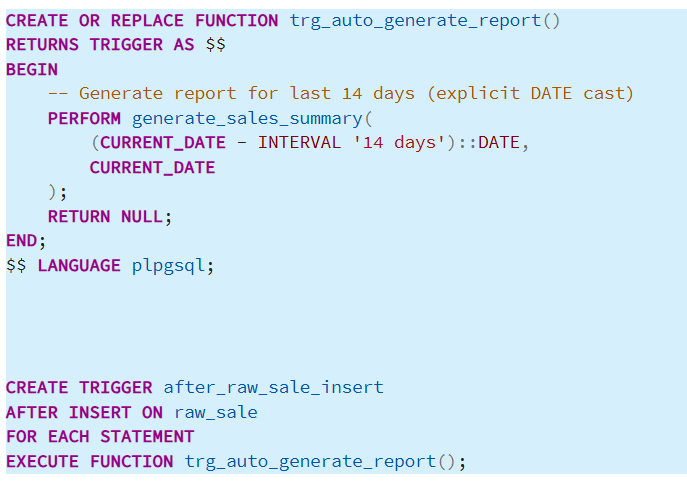 CREATE OR REPLACE FUNCTION trg_auto_generate_report()
RETURNS TRIGGER AS $$
BEGIN
    -- Generate report for last 14 days (explicit DATE cast)
    PERFORM generate_sales_summary(
        (CURRENT_DATE - INTERVAL '14 days')::DATE,
        CURRENT_DATE
    );
    RETURN NULL;
END;
$$ LANGUAGE plpgsql;
CREATE TRIGGER after_raw_sale_insert
AFTER INSERT ON raw_sale
FOR EACH STATEMENT
EXECUTE FUNCTION trg_auto_generate_report();